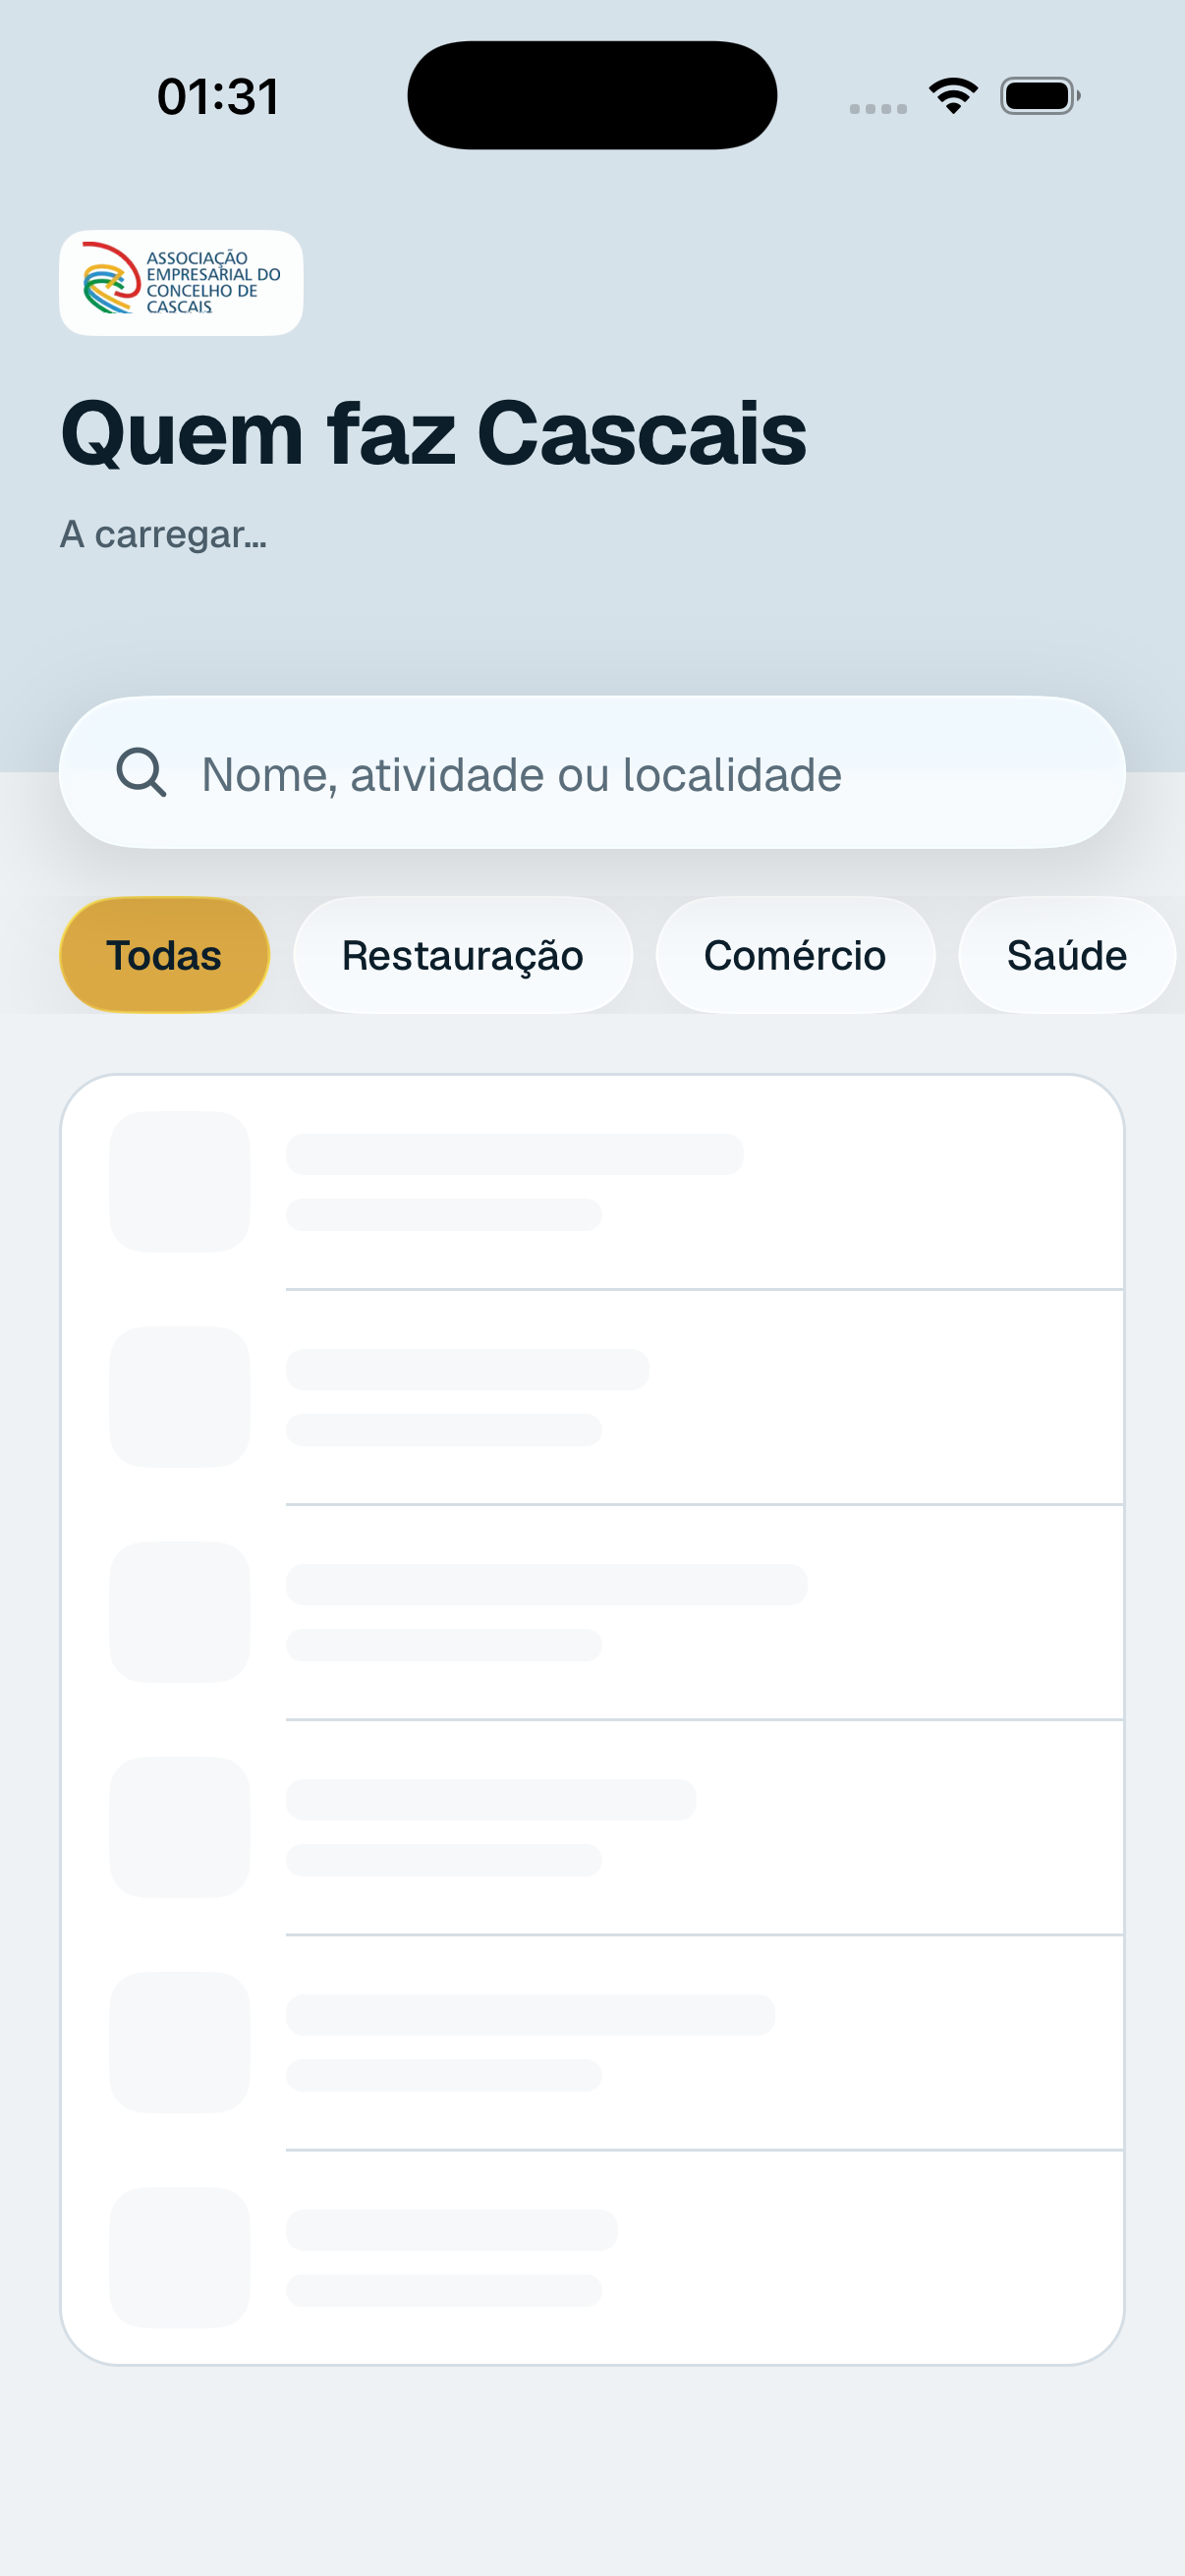 01:31
ASSOCIAÇÃO
EMPRESARIAL DO
CONCELHO DE
CASCAIS
Quem faz Cascais
A carregar...
Nome, atividade ou localidade
Todas
Restauração
Comércio
Saúde